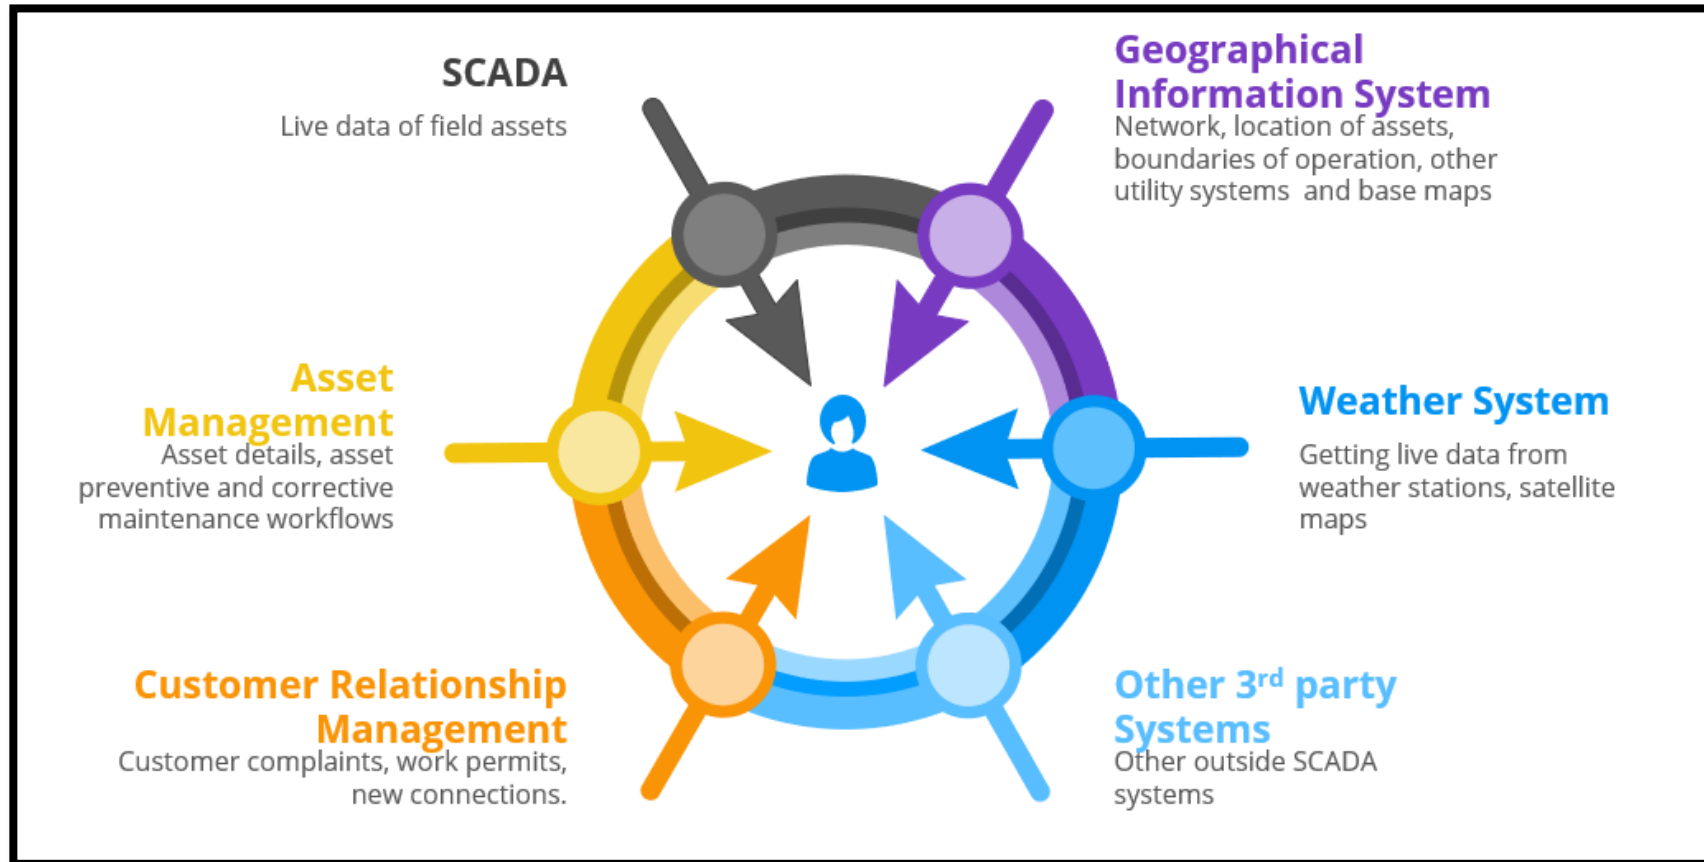 SCADA
Live data of field assets
Geographical
Information System
Network, location of assets,
boundaries of operation, other
utility systems  and base maps
Asset
Management
Asset details, asset
preventive and corrective
maintenance workflows
Weather System
Getting live data from
weather stations, satellite
maps
Customer Relationship
Management
Customer complaints, work permits,
new connections.
Other 3rd party
Systems
Other outside SCADA
systems